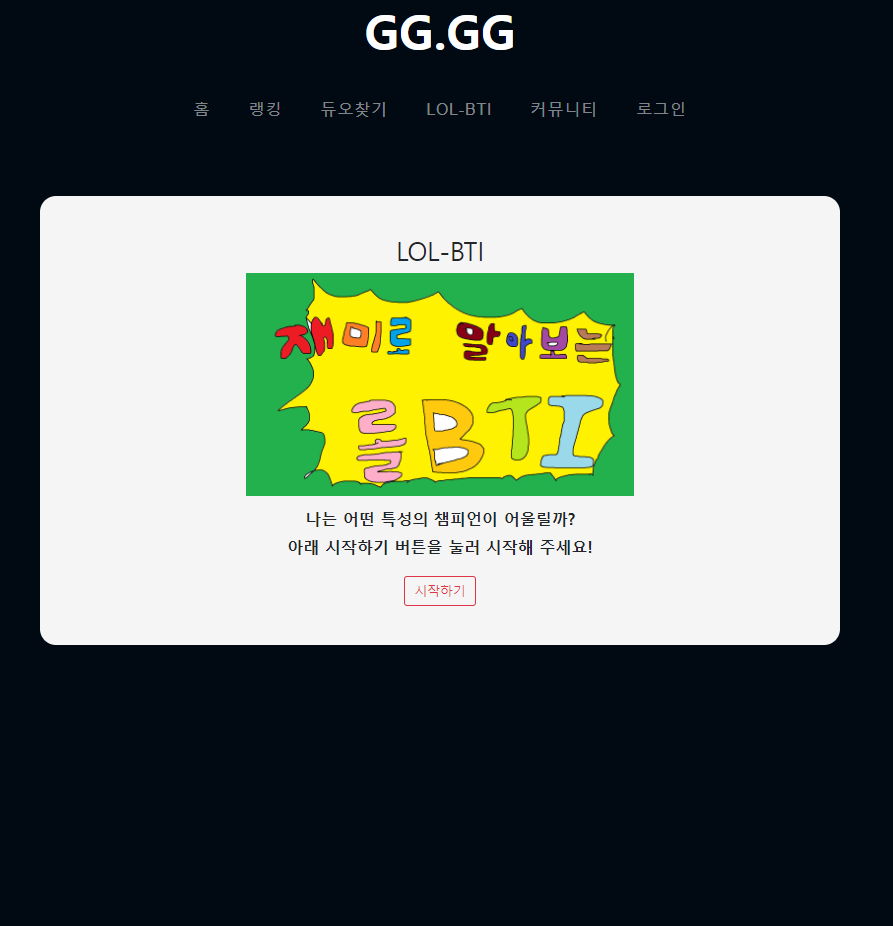 GG.GG
홈 랭킹 듀오찾기 LOL-BTI 커뮤니티 로그인
LOL-BTI
재미로 알아보는
롤BTI
나는 어떤 특성의 챔피언이 어울릴까?
아래 시작하기 버튼을 눌러 시작해 주세요!
시작하기